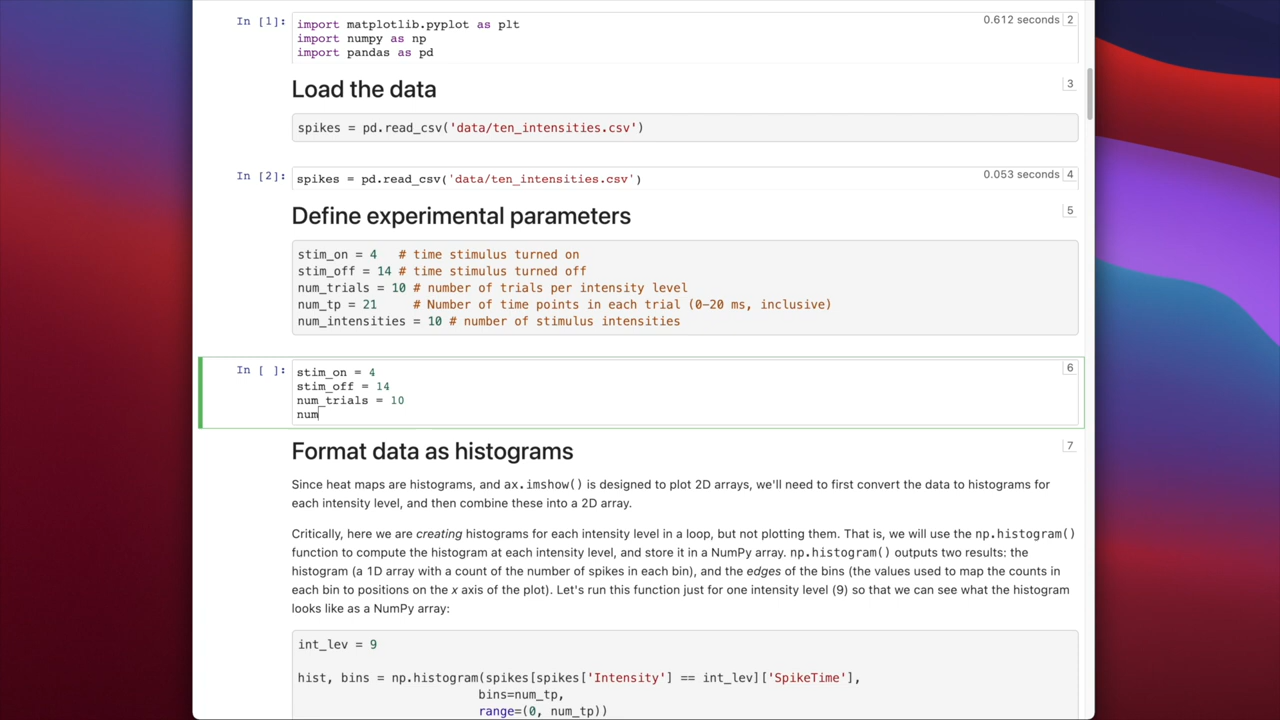 In [1]:
import matplotlib.pyplot as plt
import numpy as np
import pandas as pd
0.612 seconds 2
Load the data
3
spikes = pd.read_csv('data/ten_intensities.csv')
In [2]:
spikes = pd.read_csv('data/ten_intensities.csv')
0.053 seconds 4
Define experimental parameters
5
stim_on = 4   # time stimulus turned on
stim_off = 14 # time stimulus turned off
num_trials = 10 # number of trials per intensity level
num_tp = 21     # Number of time points in each trial (0-20 ms, inclusive)
num_intensities = 10 # number of stimulus intensities
In [ ]:
stim_on = 4
stim_off = 14
num_trials = 10
num
6
Format data as histograms
7
Since heat maps are histograms, and ax.imshow() is designed to plot 2D arrays, we'll need to first convert the data to histograms for
each intensity level, and then combine these into a 2D array.
Critically, here we are creating histograms for each intensity level in a loop, but not plotting them. That is, we will use the np.histogram()
function to compute the histogram at each intensity level, and store it in a NumPy array. np.histogram() outputs two results: the
histogram (a 1D array with a count of the number of spikes in each bin), and the edges of the bins (the values used to map the counts in
each bin to positions on the x axis of the plot). Let's run this function just for one intensity level (9) so that we can see what the histogram
looks like as a NumPy array:
int_lev = 9
hist, bins = np.histogram(spikes[spikes['Intensity'] == int_lev]['SpikeTime'],
bins=num_tp,
range=(0, num_tp))